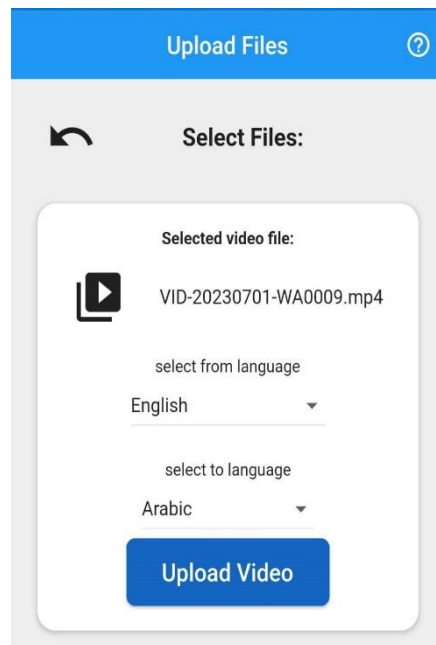 Upload Files
Select Files:
Selected video file:
VID-20230701-WA0009.mp4
select from language
English
select to language
Arabic
Upload Video